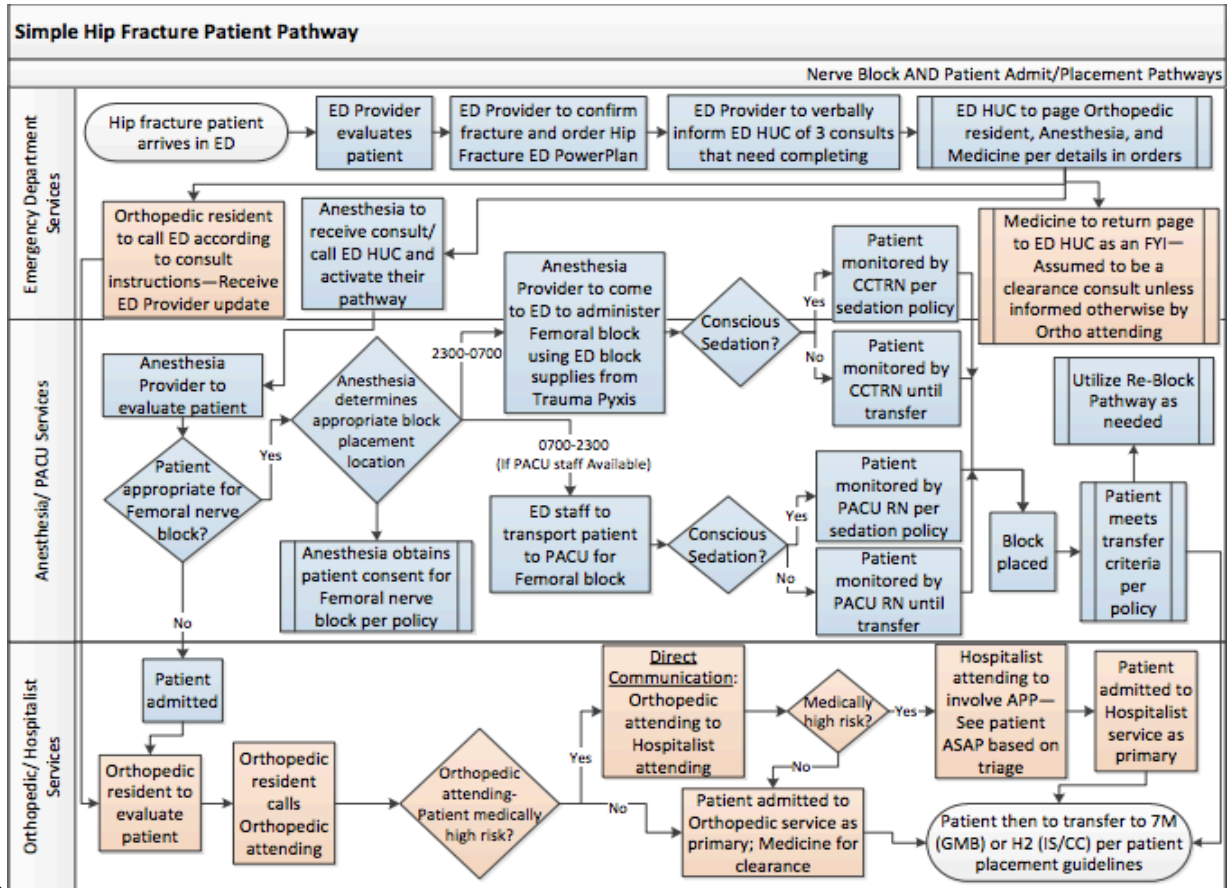 Simple Hip Fracture Patient Pathway
Nerve Block AND Patient Admit/Placement Pathways
Emergency Department
Services
Hip fracture patient
arrives in ED
ED Provider
evaluates
patient
ED Provider to confirm
fracture and order Hip
Fracture ED PowerPlan
ED Provider to verbally
inform ED HUC of 3 consults
that need completing
ED HUC to page Orthopedic
resident, Anesthesia, and
Medicine per details in orders
Orthopedic resident
to call ED according
to consult
instructions—Receive
ED Provider update
Anesthesia to
receive consult/
call ED HUC and
activate their
pathway
Anesthesia
Provider to come
to ED to administer
Femoral block
using ED block
supplies from
Trauma Pyxis
Conscious
Sedation?
Yes
No
Patient
monitored by
CCTRN per
sedation policy
Patient
monitored by
CCTRN until
transfer
Medicine to return page
to ED HUC as an FYI—
Assumed to be a
clearance consult unless
informed otherwise by
Ortho attending
Anesthesia/ PACU Services
Anesthesia
Provider to
evaluate patient
Patient
appropriate for
Femoral nerve
block?
Yes
No
Anesthesia
determines
appropriate block
placement
location
2300-0700
0700-2300
(If PACU staff Available)
Anesthesia obtains
patient consent for
Femoral nerve
block per policy
ED staff to
transport patient
to PACU for
Femoral block
Conscious
Sedation?
Yes
No
Patient
monitored by
PACU RN per
sedation policy
Patient
monitored by
PACU RN until
transfer
Block
placed
Utilize Re-Block
Pathway as
needed
Patient
meets
transfer
criteria
per
policy
Orthopedic/ Hospitalist
Services
Patient
admitted
Orthopedic
resident to
evaluate
patient
Orthopedic
resident
calls
Orthopedic
attending
Orthopedic
attending-
Patient medically
high risk?
Yes
No
Direct
Communication:
Orthopedic
attending to
Hospitalist
attending
Medically
high risk?
Yes
No
Hospitalist
attending to
involve APP—
See patient
ASAP based on
triage
Patient
admitted to
Hospitalist
service as
primary
Patient admitted to
Orthopedic service as
primary; Medicine for
clearance
Patient then to transfer to 7M
(GMB) or H2 (IS/CC) per patient
placement guidelines